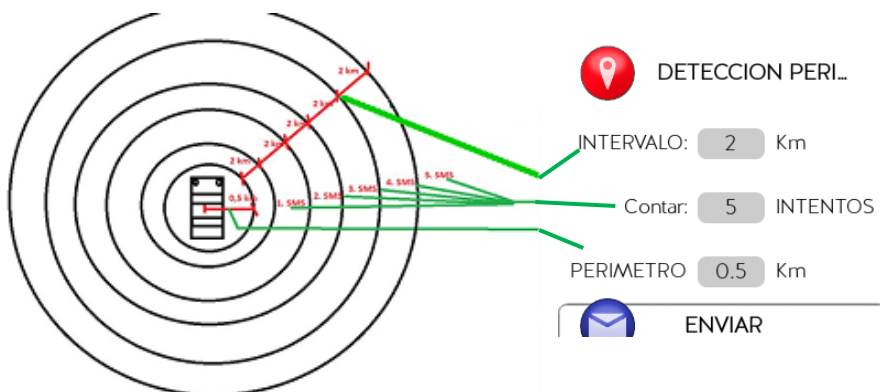 2 km
2 km
2 km
2 km
2 km
0,5 km
1. SMS
2. SMS
3. SMS
4. SMS
5. SMS
DETECCION PERI...
INTERVALO: 2 Km
Contar: 5 INTENTOS
PERIMETRO 0.5 Km
ENVIAR